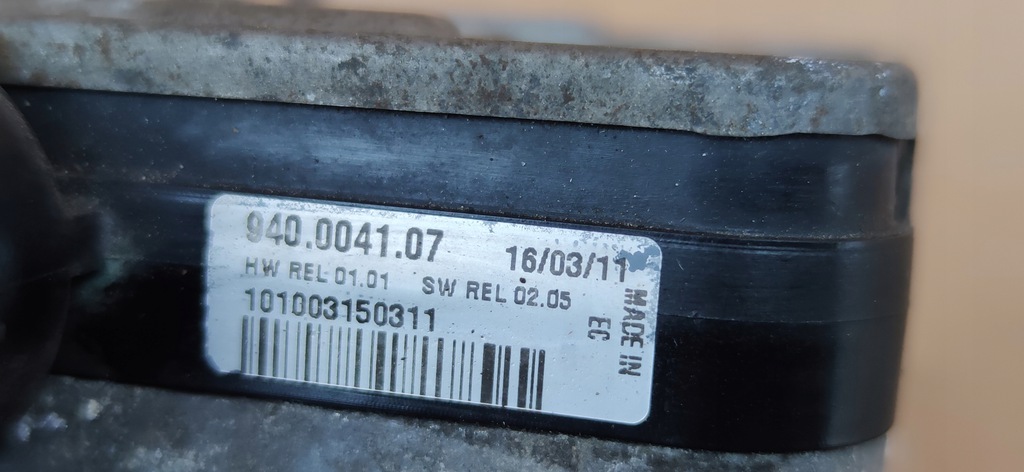 940.0041.07 16/03/11
HW REL 01.01 SW REL 02.05
101003150311
MADE IN
EC